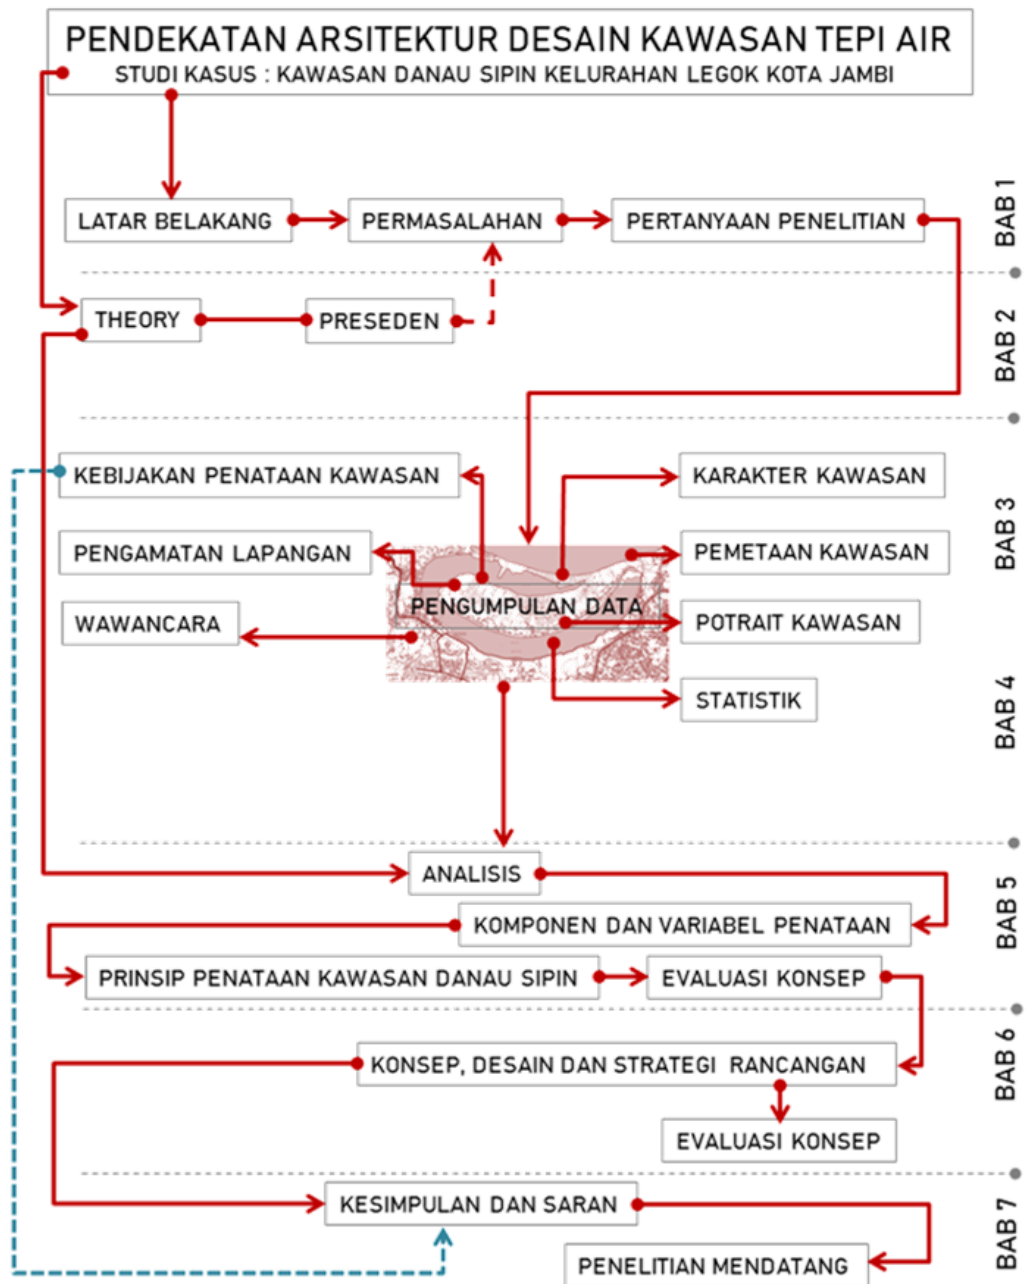 PENDEKATAN ARSITEKTUR DESAIN KAWASAN TEPI AIR
STUDI KASUS : KAWASAN DANAU SIPIN KELURAHAN LEGOK KOTA JAMBI
BAB 1
LATAR BELAKANG
PERMASALAHAN
PERTANYAAN PENELITIAN
BAB 2
THEORY
PRESEDEN
BAB 3
KEBIJAKAN PENATAAN KAWASAN
KARAKTER KAWASAN
PENGAMATAN LAPANGAN
PEMETAAN KAWASAN
PENGUMPULAN DATA
WAWANCARA
POTRAIT KAWASAN
BAB 4
STATISTIK
BAB 5
ANALISIS
KOMPONEN DAN VARIABEL PENATAAN
PRINSIP PENATAAN KAWASAN DANAU SIPIN
EVALUASI KONSEP
BAB 6
KONSEP, DESAIN DAN STRATEGI RANCANGAN
EVALUASI KONSEP
BAB 7
KESIMPULAN DAN SARAN
PENELITIAN MENDATANG